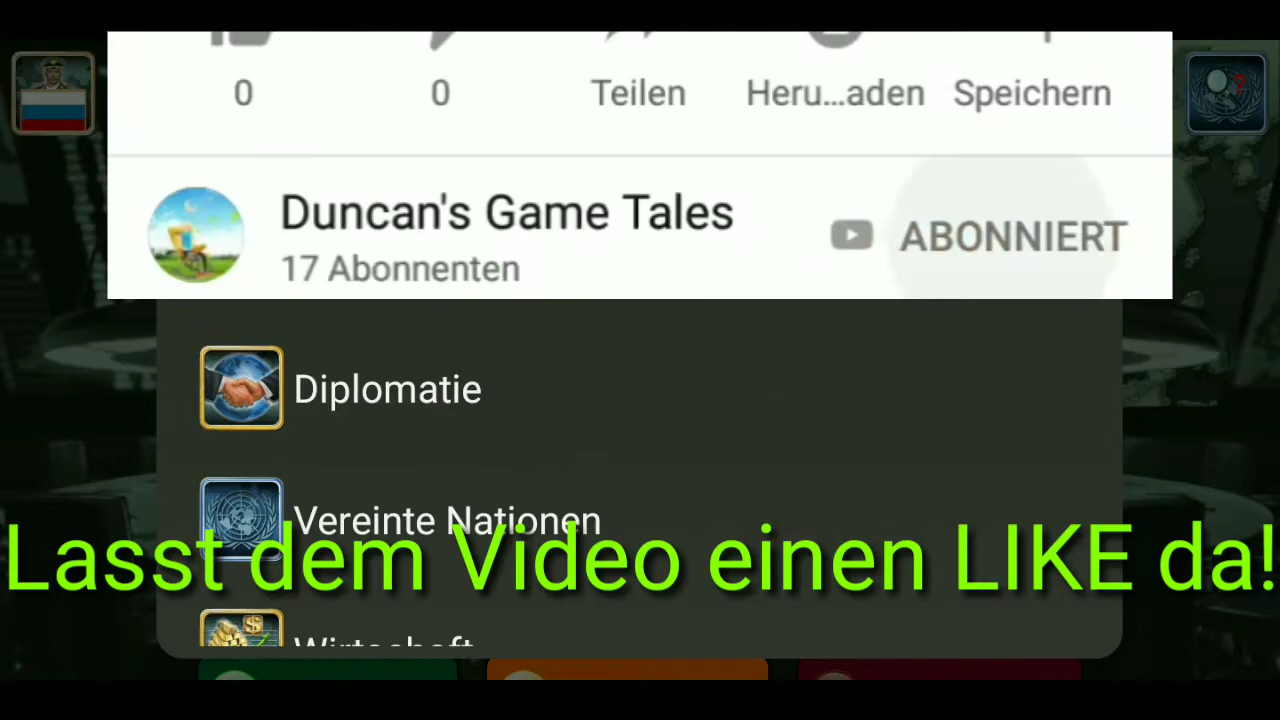 0
0
Teilen
Heru...aden
Speichern
Duncan's Game Tales
17 Abonnenten
ABONNIERT
Diplomatie
Vereinte Nationen
Lasst dem Video einen LIKE da!
Wirtschaft